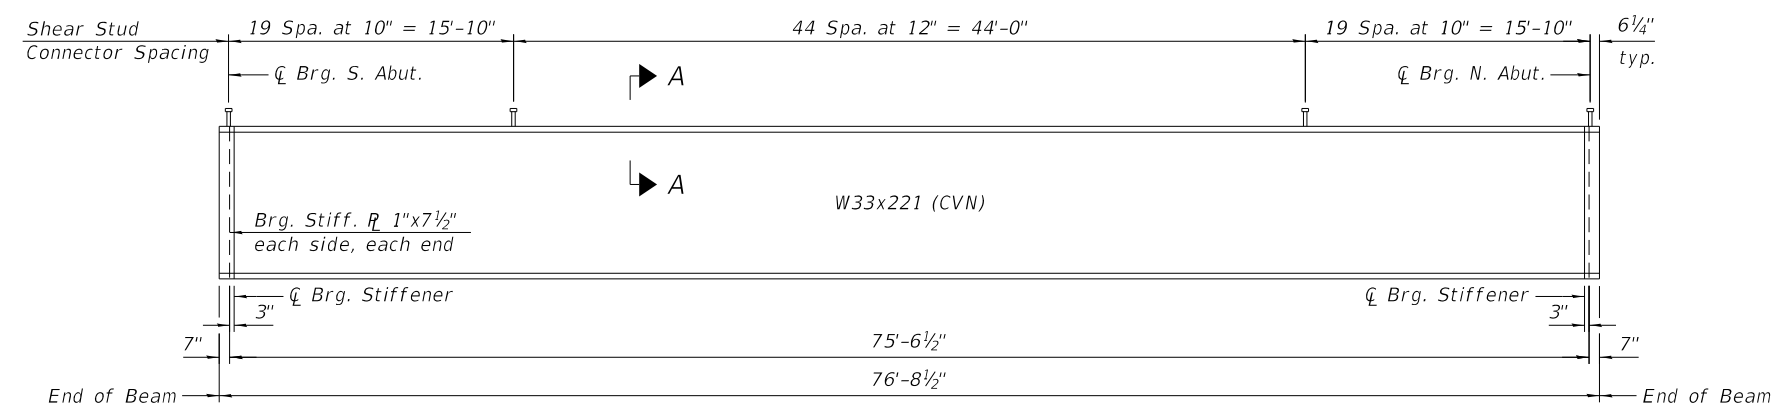 Shear Stud
Connector Spacing
19 Spa. at 10" = 15'-10"
44 Spa. at 12" = 44'-0"
19 Spa. at 10" = 15'-10"
6¼"
typ.
℄ Brg. S. Abut.
A
℄ Brg. N. Abut.
A
W33x221 (CVN)
Brg. Stiff. ⅊ 1"x7½"
each side, each end
℄ Brg. Stiffener
℄ Brg. Stiffener
3"
3"
7"
75'-6½"
7"
76'-8½"
End of Beam
End of Beam